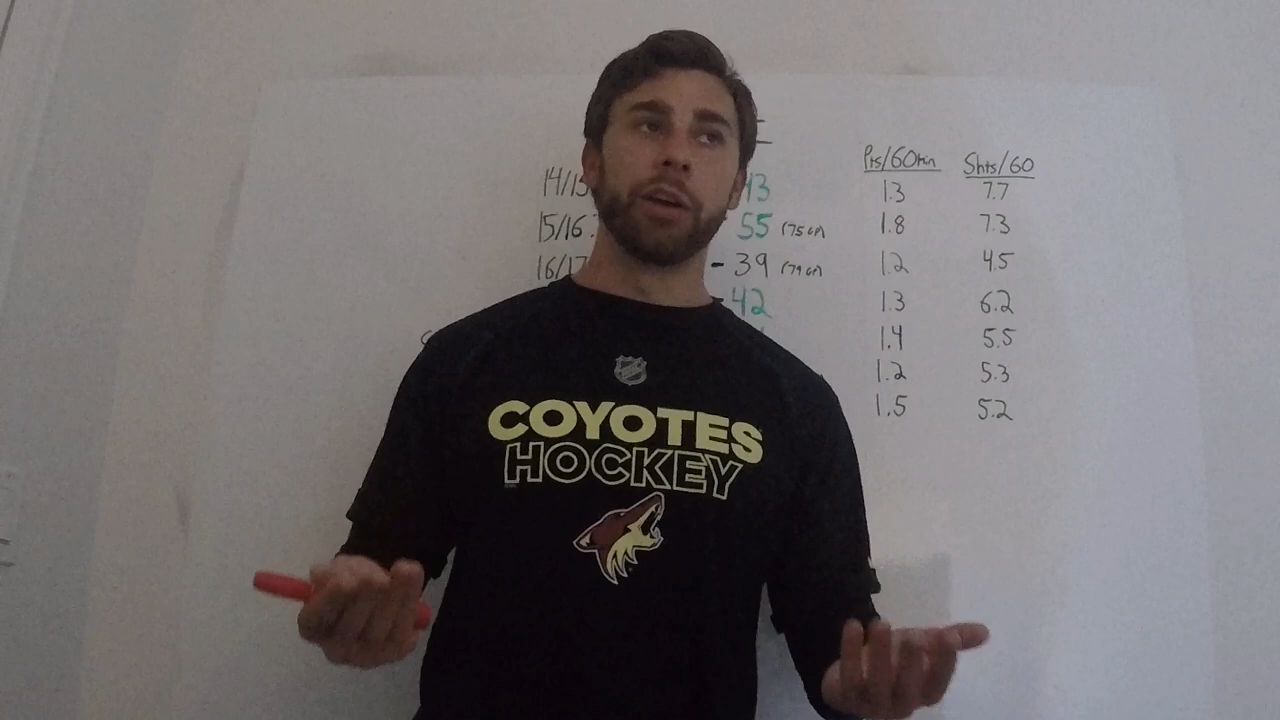 Pts/60min Shts/60
14/15 43 1.3 7.7
15/16 55 (75 GP) 1.8 7.3
16/17 - 39 (79 GP) 1.2 4.5
- 42 1.3 6.2
1.4 5.5
1.2 5.3
1.5 5.2
COYOTES
HOCKEY